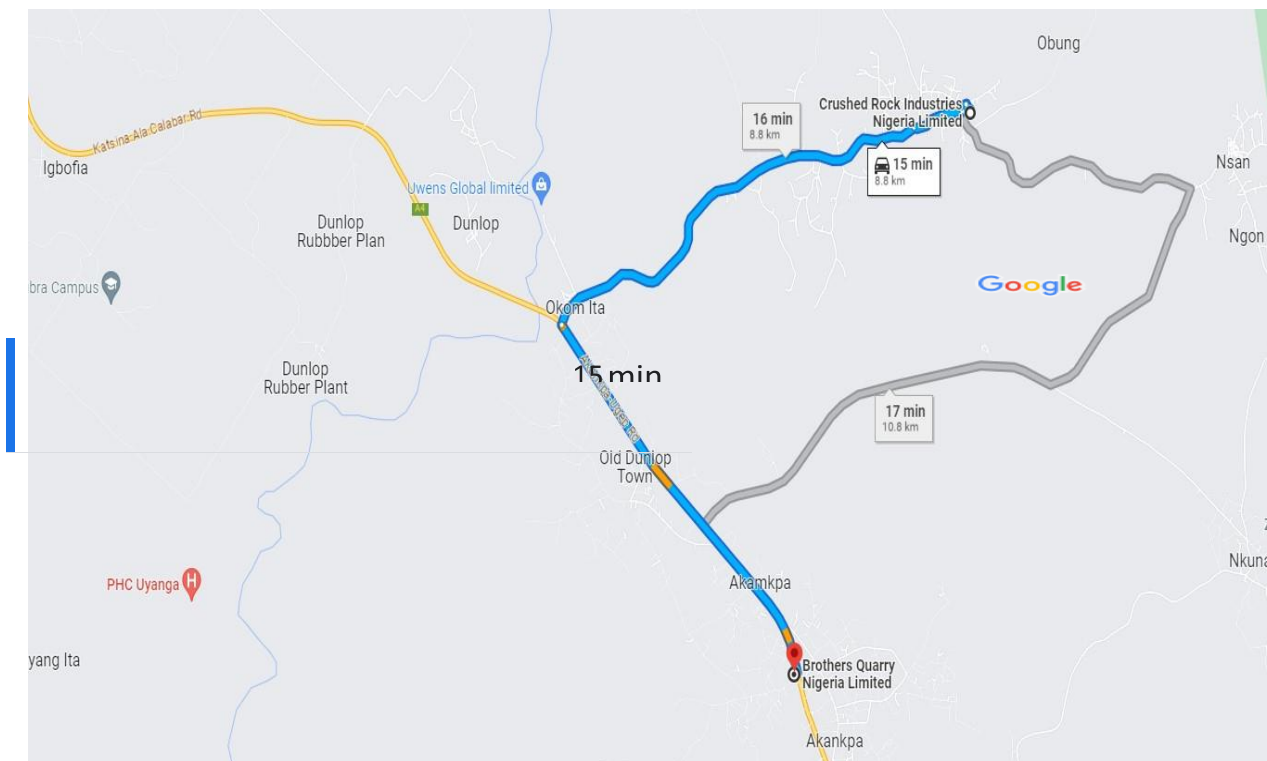 Obung
Crushed Rock Industries
Nigeria Limited
16 min
8.8 km
Katsina-Ala Calabar Rd
Igbofia
15 min
8.8 km
Nsan
Uwens Global limited
A4
Dunlop
Rubbber Plan
Dunlop
Ngon
bra Campus
Google
Okom Ita
Dunlop
Rubber Plant
15 min
17 min
10.8 km
Old Dunlop
Town
PHC Uyanga
Akamkpa
Nkuna
yang Ita
Brothers Quarry
Nigeria Limited
Akankpa